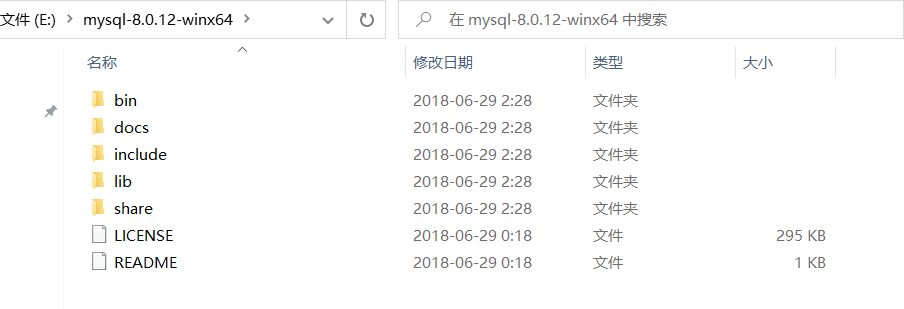 文件 (E:) mysql-8.0.12-winx64 在 mysql-8.0.12-winx64 中搜索
名称 修改日期 类型 大小
bin 2018-06-29 2:28 文件夹
docs 2018-06-29 2:28 文件夹
include 2018-06-29 2:28 文件夹
lib 2018-06-29 2:28 文件夹
share 2018-06-29 2:28 文件夹
LICENSE 2018-06-29 0:18 文件 295 KB
README 2018-06-29 0:18 文件 1 KB